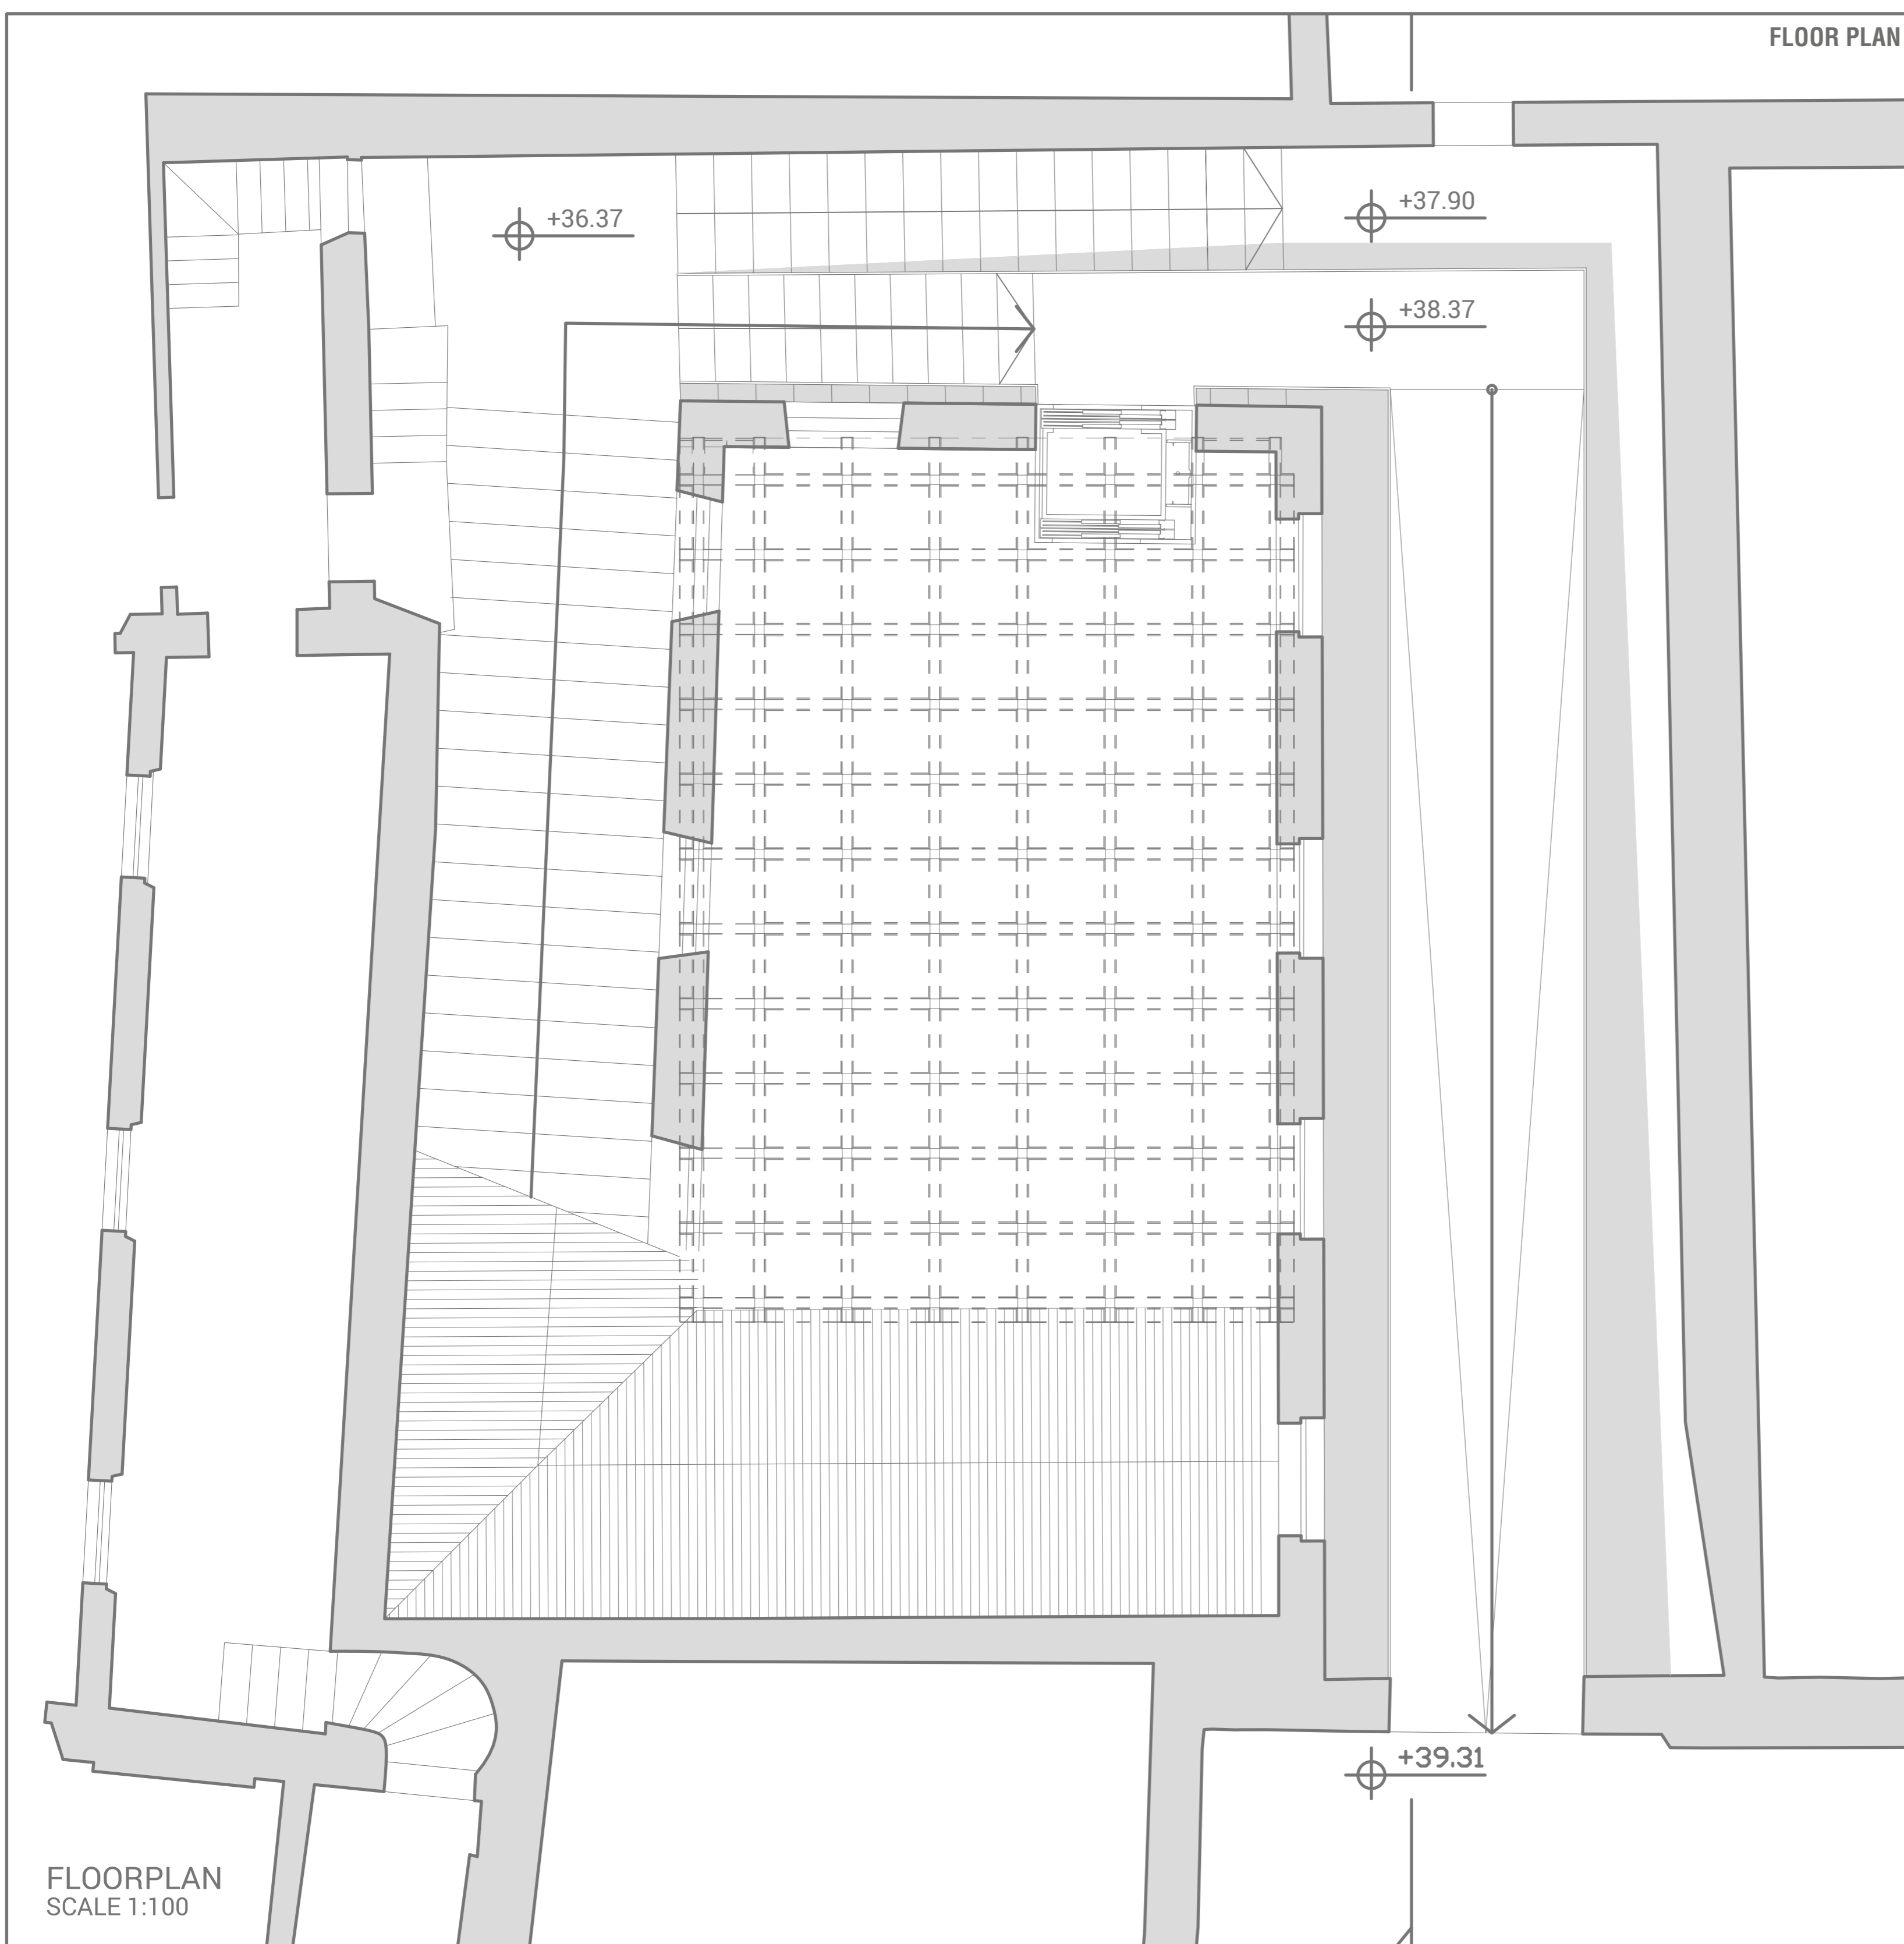 FLOOR PLAN
+37.90
+36.37
+38.37
+39.31
FLOORPLAN
SCALE 1:100